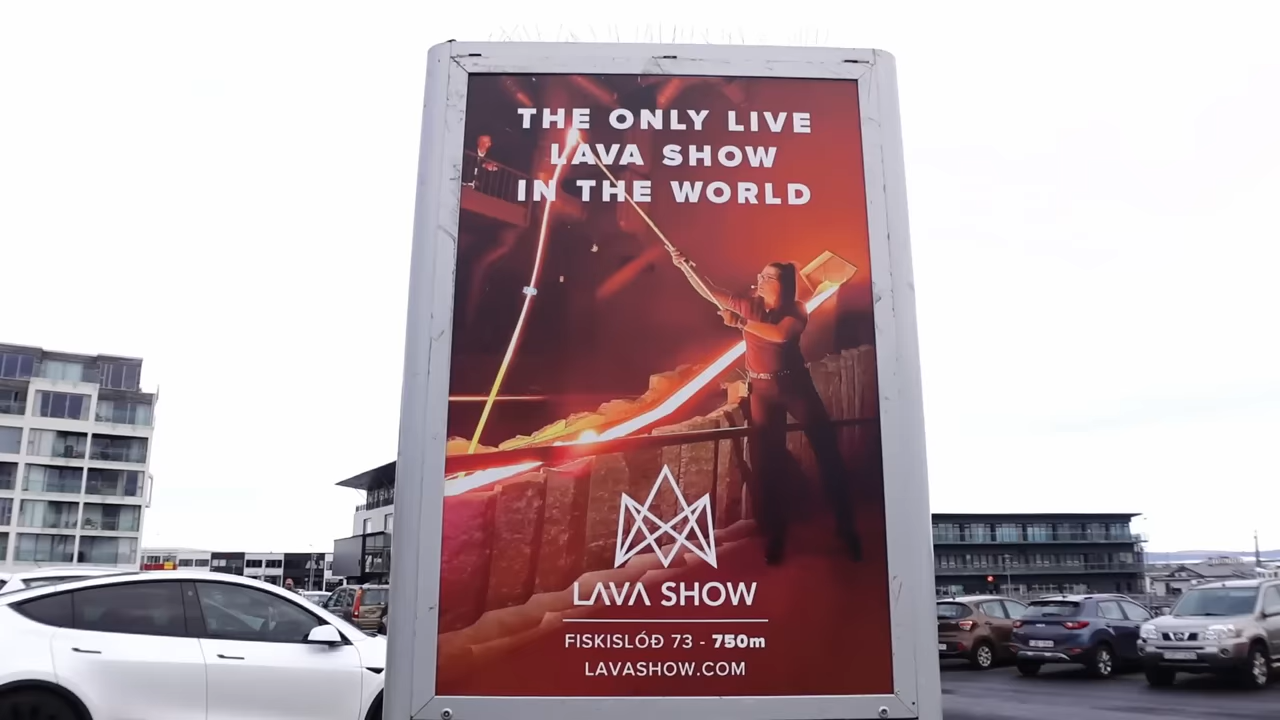 THE ONLY LIVE
LAVA SHOW
IN THE WORLD
LAVA SHOW
FISKISLÓÐ 73 - 750m
LAVASHOW.COM